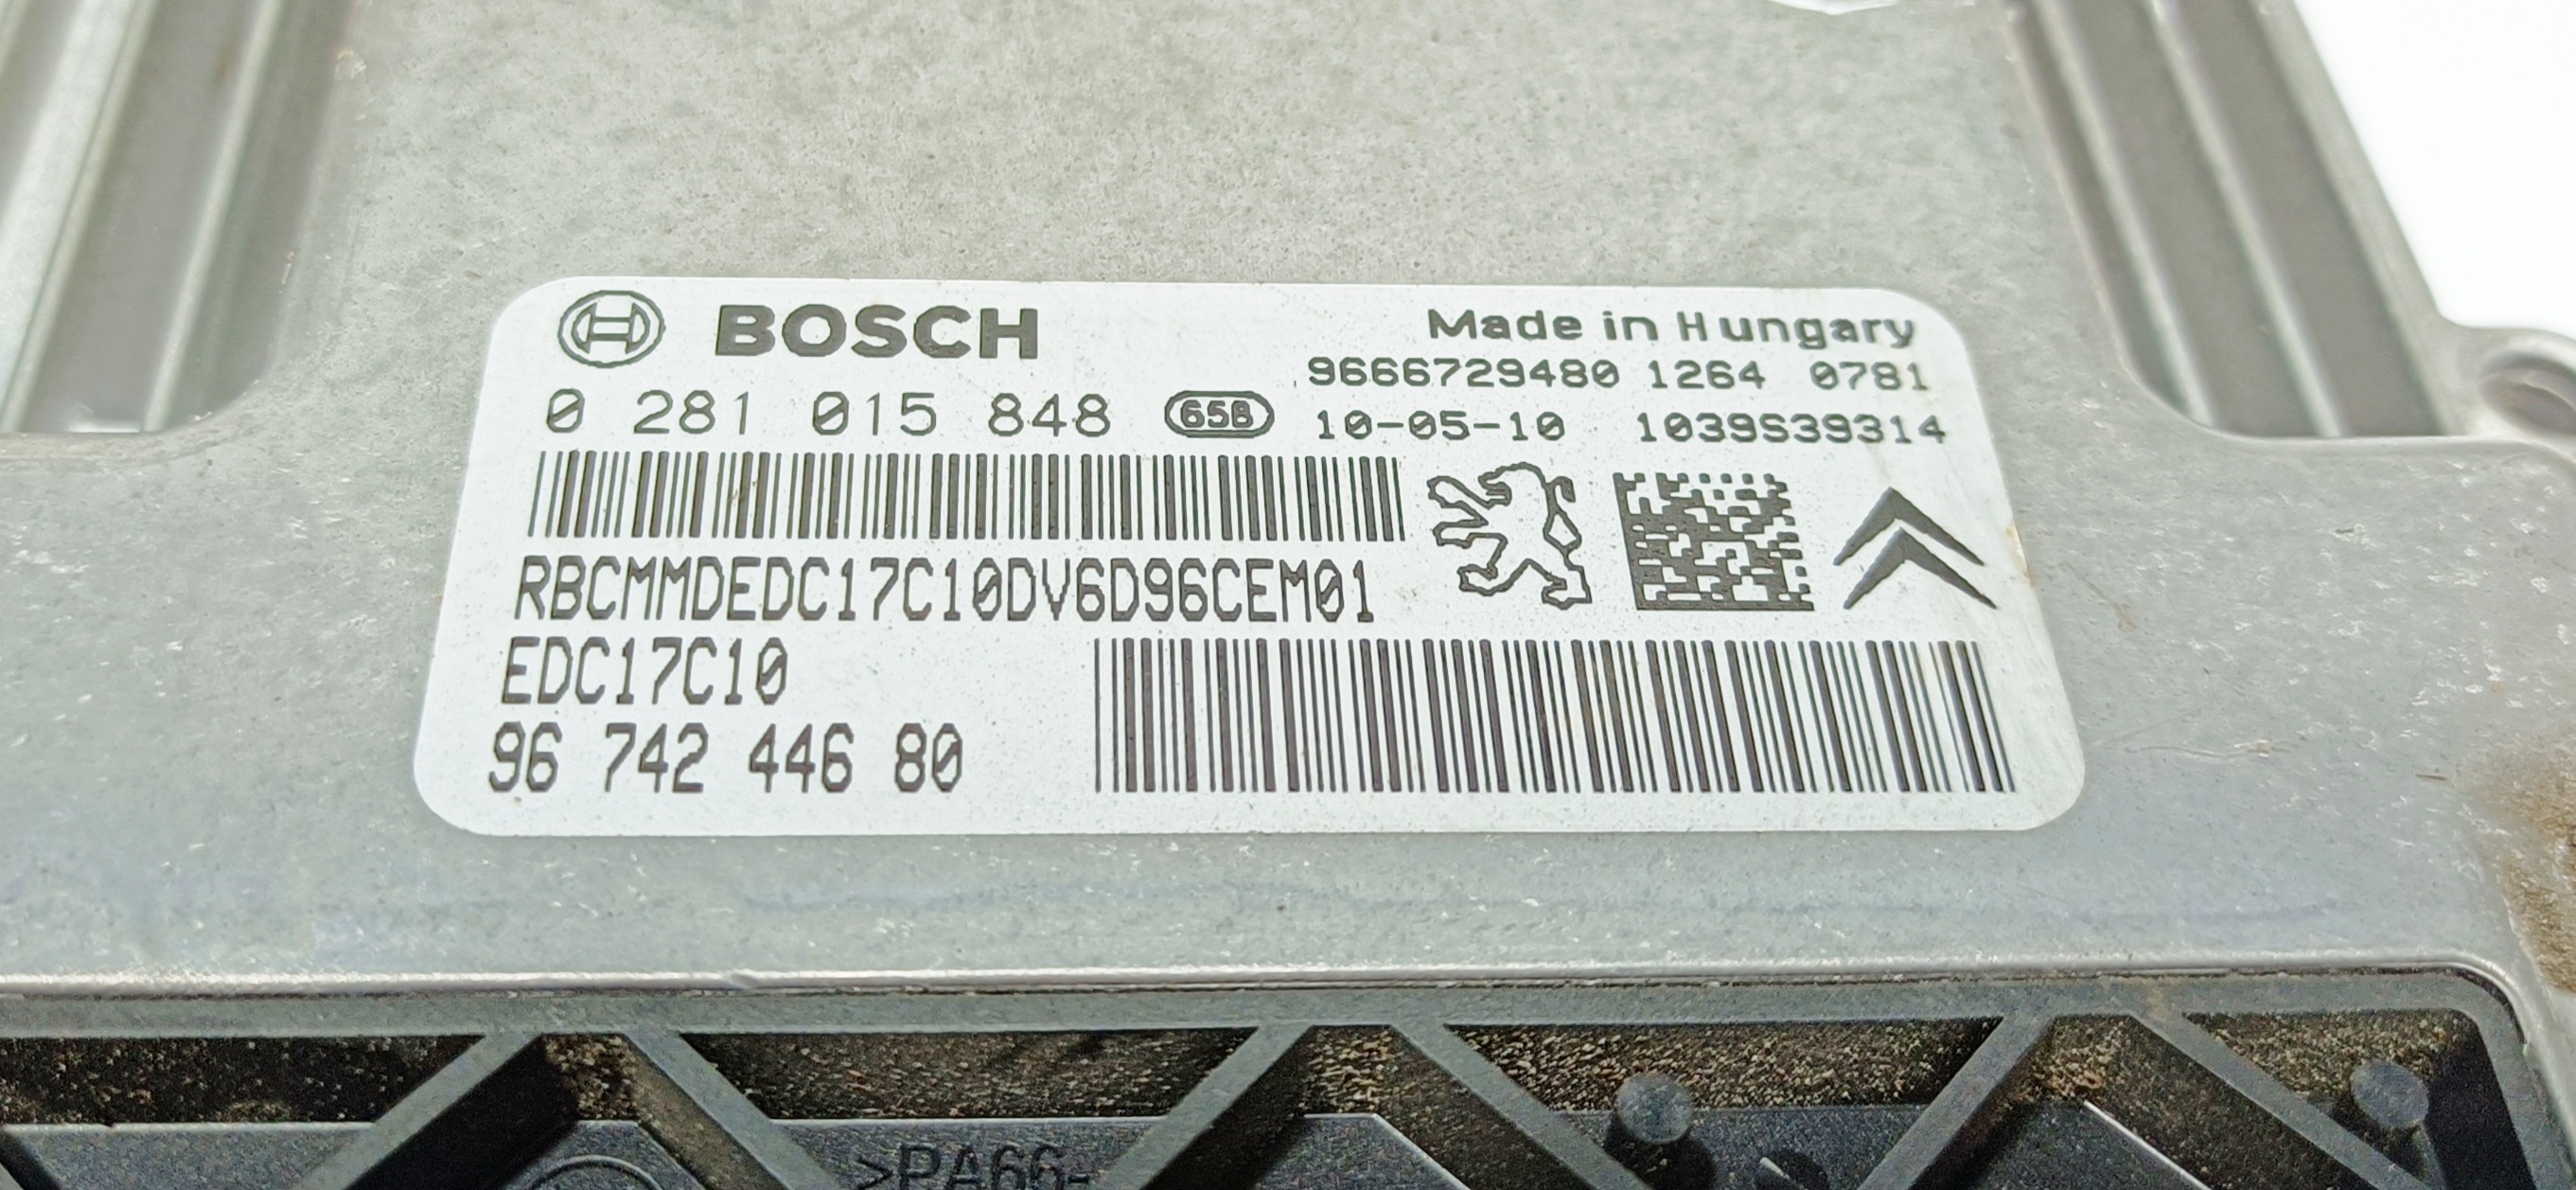 BOSCH
Made in Hungary
9666729480 1264 0781
0 281 015 848 65B 10-05-10 1039S39314
RBCMMDEDC17C10DV6D96CEM01
EDC17C10
96 742 446 80
>PA66-